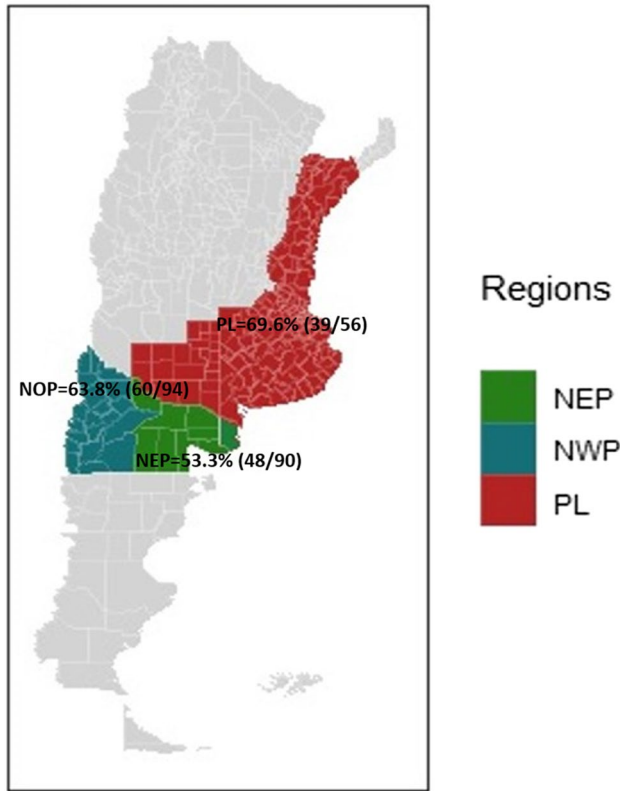 PL=69.6% (39/56)
NOP=63.8% (60/94)
NEP=53.3% (48/90)
Regions
NEP
NWP
PL